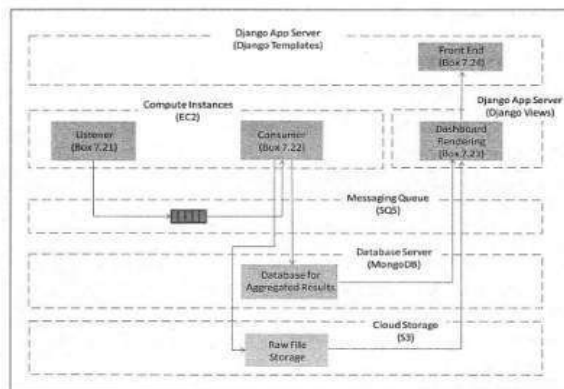 Django App Server
(Django Templates)
Front End
(Box 7.24)
Compute Instances
(EC2)
Django App Server
(Django Views)
Listener
(Box 7.21)
Consumer
(Box 7.22)
Dashboard
Rendering
(Box 7.23)
Messaging Queue
(SQS)
Database Server
(MongoDB)
Database for
Aggregated Results
Cloud Storage
(S3)
Raw File
Storage